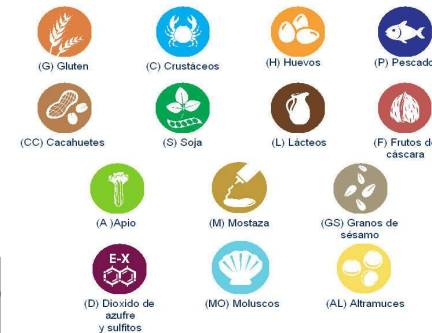 (G) Gluten
(C) Crustáceos
(H) Huevos
(P) Pescado
(CC) Cacahuetes
(S) Soja
(L) Lácteos
(F) Frutos de
cáscara
(A )Apio
(M) Mostaza
(GS) Granos de
sésamo
E-X
(D) Dioxido de
azufre
y sulfitos
(MO) Moluscos
(AL) Altramuces